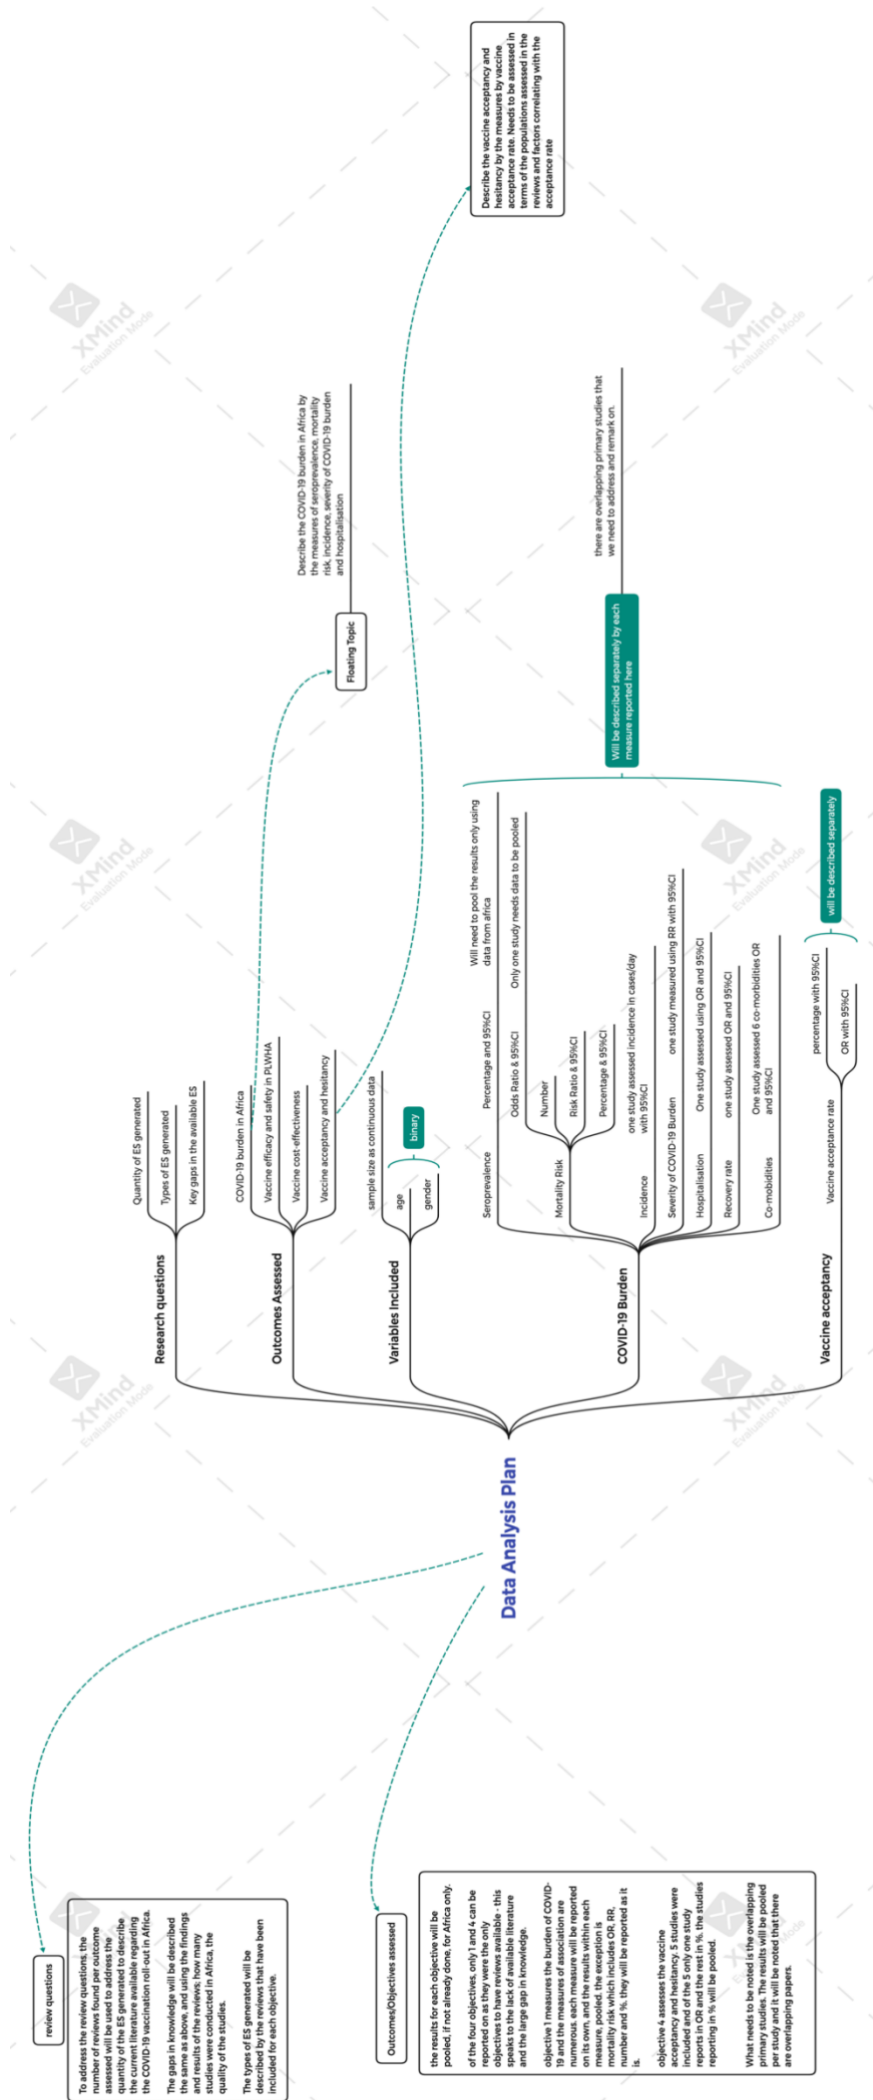 review questions
To address the review questions, the
number of reviews found per outcome
assessed will be used to address the
quantity of the ES generated to describe
the current literature available regarding
the COVID-19 vaccination roll-out in Africa.
The gaps in knowledge will be described
the same as above, and using the findings
and results of the reviews; how many
studies were conducted in Africa, the
quality of the studies.
The types of ES generated will be
described by the reviews that have been
included for each objective.
Outcomes/Objectives assessed
the results for each objective will be
pooled, if not already done, for Africa only.
of the four objectives, only 1 and 4 can be
reported on as they were the only
objectives to have reviews available - this
speaks to the lack of available literature
and the large gap in knowledge.
objective 1 measures the burden of COVID-
19 and the measures of association are
numerous. each measure will be reported
on its own, and the results within each
measure, pooled. the exception is
mortality risk which includes OR, RR,
number and %. they will be reported as it
is.
objective 4 assesses the vaccine
acceptancy and hesitancy. 5 studies were
included and of the 5 only one study
reports in OR and the rest in %. the studies
reporting in % will be pooled.
What needs to be noted is the overlapping
primary studies. The results will be pooled
per study and it will be noted that there
are overlapping papers.
Data Analysis Plan
Research questions
Quantity of ES generated
Types of ES generated
Key gaps in the available ES
Outcomes Assessed
COVID-19 burden in Africa
Vaccine efficacy and safety in PLWHA
Vaccine cost-effectiveness
Vaccine acceptancy and hesitancy
Variables Included
sample size as continuous data
age
gender
binary
COVID-19 Burden
Seroprevalence
Percentage and 95%CI
Will need to pool the results only using
data from africa
Mortality Risk
Odds Ratio & 95%CI
Only one study needs data to be pooled
Number
Risk Ratio & 95%CI
Percentage & 95%CI
Incidence
one study assessed incidence in cases/day
with 95%CI
Severity of COVID-19 Burden
one study measured using RR with 95%CI
Hospitalisation
One study assessed using OR and 95%CI
Recovery rate
one study assessed OR and 95%CI
Co-mobidities
One study assessed 6 co-morbidities OR
and 95%CI
Will be described separately by each
measure reported here
there are overlapping primary studies that
we need to address and remark on.
Vaccine acceptancy
Vaccine acceptance rate
percentage with 95%CI
OR with 95%CI
will be described separately
Floating Topic
Describe the COVID-19 burden in Africa by
the measures of seroprevalence, mortality
risk, incidence, severity of COVID-19 burden
and hospitalisation
Describe the vaccine acceptancy and
hesitancy by the measures by vaccine
acceptance rate. Needs to be assessed in
terms of the populations assessed in the
reviews and factors correlating with the
acceptance rate
XMind
Evaluation Mode
XMind
Evaluation Mode
XMind
Evaluation Mode
XMind
Evaluation Mode
XMind
Evaluation Mode
XMind
Evaluation Mode